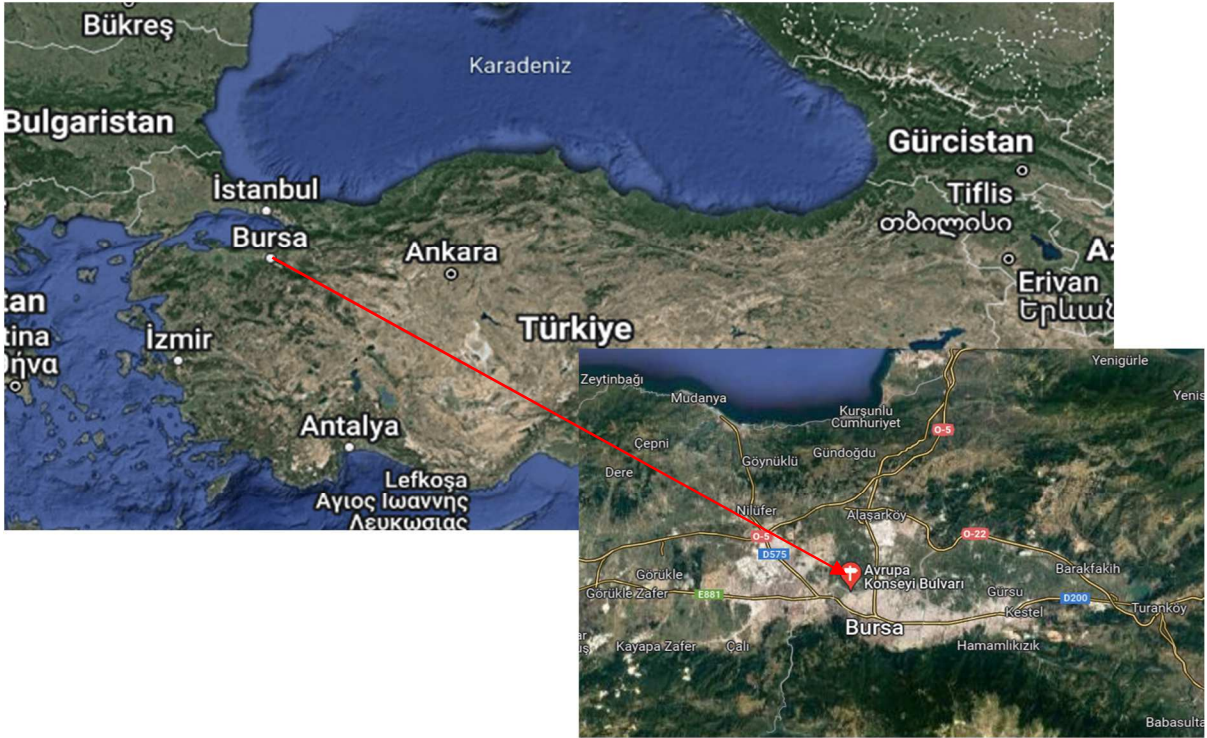 Bükreş
Karadeniz
Bulgaristan
Gürcistan
İstanbul
Tiflis
თბილისი
Bursa
Ankara
Erivan
Türkiye
İzmir
Antalya
Lefkoşa
Αγιος Ιωαννης
Λευκωσιας
Yenigürle
Zeytinbağı
Mudanya
Kurşunlu
Cumhuriyet
O-5
Çepni
Göynüklü
Gündoğdu
Dere
Nilüfer
Alaşarköy
O-5
O-22
D575
Avrupa
Konseyi Bulvarı
Barakfakih
Görükle
Görükle Zafer
E881
Gürsu
D200
Kestel
Turanköy
Bursa
Kayapa Zafer
Çalı
Hamamlıkızık
Babasulta